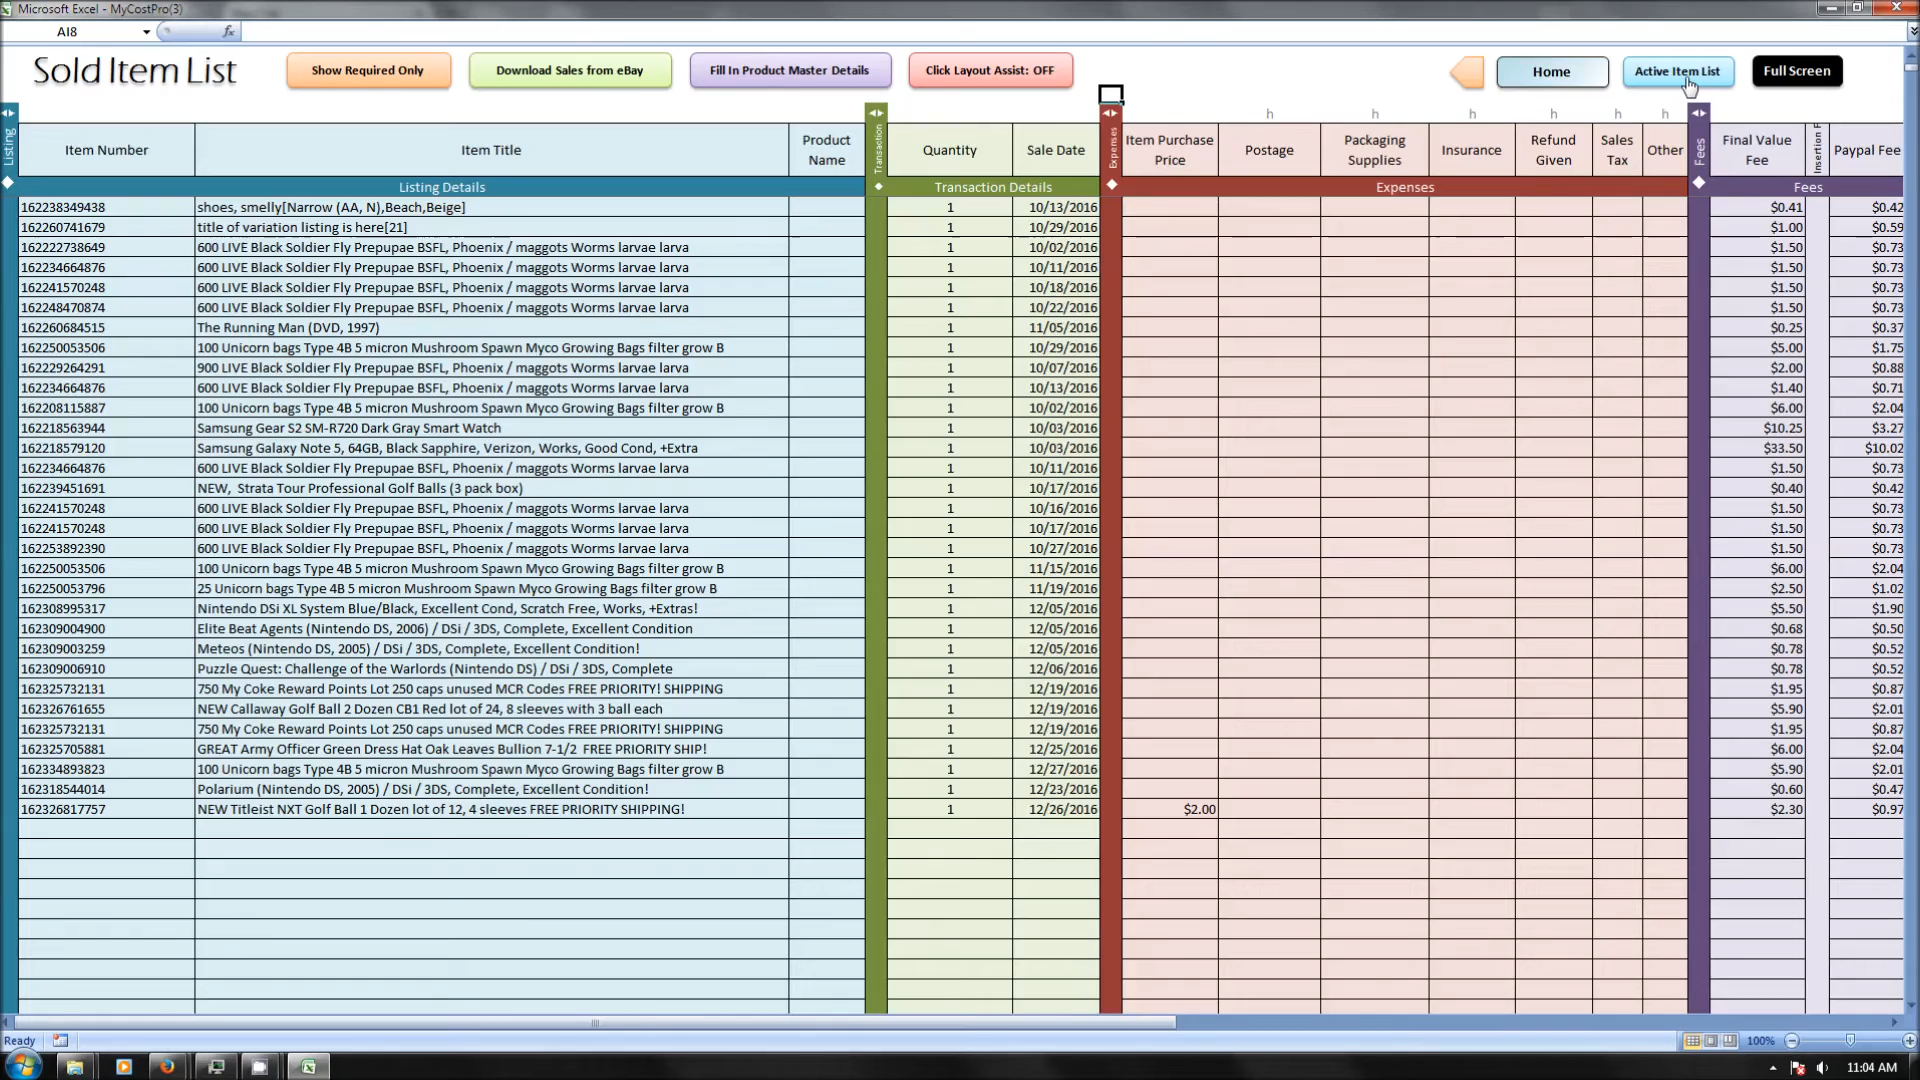 Microsoft Excel - MyCostPro(3)
AI8
fx
Sold Item List
Show Required Only
Download Sales from eBay
Fill In Product Master Details
Click Layout Assist: OFF
Home
Active Item List
Full Screen
h h h h h
Listing
Item Number Item Title Product Name
Transaction
Quantity Sale Date
Expenses
Item Purchase Price Postage Packaging Supplies Insurance Refund Given Sales Tax Other
Fees
Final Value Fee Insertion F Paypal Fee
Listing Details Transaction Details Expenses Fees
162238349438 shoes, smelly[Narrow (AA, N),Beach,Beige] 1 10/13/2016 $0.41 $0.42
162260741679 title of variation listing is here[21] 1 10/29/2016 $1.00 $0.59
162222738649 600 LIVE Black Soldier Fly Prepupae BSFL, Phoenix / maggots Worms larvae larva 1 10/02/2016 $1.50 $0.73
162234664876 600 LIVE Black Soldier Fly Prepupae BSFL, Phoenix / maggots Worms larvae larva 1 10/11/2016 $1.50 $0.73
162241570248 600 LIVE Black Soldier Fly Prepupae BSFL, Phoenix / maggots Worms larvae larva 1 10/18/2016 $1.50 $0.73
162248470874 600 LIVE Black Soldier Fly Prepupae BSFL, Phoenix / maggots Worms larvae larva 1 10/22/2016 $1.50 $0.73
162260684515 The Running Man (DVD, 1997) 1 11/05/2016 $0.25 $0.37
162250053506 100 Unicorn bags Type 4B 5 micron Mushroom Spawn Myco Growing Bags filter grow B 1 10/29/2016 $5.00 $1.75
162229264291 900 LIVE Black Soldier Fly Prepupae BSFL, Phoenix / maggots Worms larvae larva 1 10/07/2016 $2.00 $0.88
162234664876 600 LIVE Black Soldier Fly Prepupae BSFL, Phoenix / maggots Worms larvae larva 1 10/13/2016 $1.40 $0.71
162208115887 100 Unicorn bags Type 4B 5 micron Mushroom Spawn Myco Growing Bags filter grow B 1 10/02/2016 $6.00 $2.04
162218563944 Samsung Gear S2 SM-R720 Dark Gray Smart Watch 1 10/03/2016 $10.25 $3.27
162218579120 Samsung Galaxy Note 5, 64GB, Black Sapphire, Verizon, Works, Good Cond, +Extra 1 10/03/2016 $33.50 $10.02
162234664876 600 LIVE Black Soldier Fly Prepupae BSFL, Phoenix / maggots Worms larvae larva 1 10/11/2016 $1.50 $0.73
162239451691 NEW, Strata Tour Professional Golf Balls (3 pack box) 1 10/17/2016 $0.40 $0.42
162241570248 600 LIVE Black Soldier Fly Prepupae BSFL, Phoenix / maggots Worms larvae larva 1 10/16/2016 $1.50 $0.73
162241570248 600 LIVE Black Soldier Fly Prepupae BSFL, Phoenix / maggots Worms larvae larva 1 10/17/2016 $1.50 $0.73
162253892390 600 LIVE Black Soldier Fly Prepupae BSFL, Phoenix / maggots Worms larvae larva 1 10/27/2016 $1.50 $0.73
162250053506 100 Unicorn bags Type 4B 5 micron Mushroom Spawn Myco Growing Bags filter grow B 1 11/15/2016 $6.00 $2.04
162250053796 25 Unicorn bags Type 4B 5 micron Mushroom Spawn Myco Growing Bags filter grow B 1 11/19/2016 $2.50 $1.02
162308995317 Nintendo DSi XL System Blue/Black, Excellent Cond, Scratch Free, Works, +Extras! 1 12/05/2016 $5.50 $1.90
162309004900 Elite Beat Agents (Nintendo DS, 2006) / DSi / 3DS, Complete, Excellent Condition 1 12/05/2016 $0.68 $0.50
162309003259 Meteos (Nintendo DS, 2005) / DSi / 3DS, Complete, Excellent Condition! 1 12/05/2016 $0.78 $0.52
162309006910 Puzzle Quest: Challenge of the Warlords (Nintendo DS) / DSi / 3DS, Complete 1 12/06/2016 $0.78 $0.52
162325732131 750 My Coke Reward Points Lot 250 caps unused MCR Codes FREE PRIORITY! SHIPPING 1 12/19/2016 $1.95 $0.87
162326761655 NEW Callaway Golf Ball 2 Dozen CB1 Red lot of 24, 8 sleeves with 3 ball each 1 12/19/2016 $5.90 $2.01
162325732131 750 My Coke Reward Points Lot 250 caps unused MCR Codes FREE PRIORITY! SHIPPING 1 12/19/2016 $1.95 $0.87
162325705881 GREAT Army Officer Green Dress Hat Oak Leaves Bullion 7-1/2 FREE PRIORITY SHIP! 1 12/25/2016 $6.00 $2.04
162334893823 100 Unicorn bags Type 4B 5 micron Mushroom Spawn Myco Growing Bags filter grow B 1 12/27/2016 $5.90 $2.01
162318544014 Polarium (Nintendo DS, 2005) / DSi / 3DS, Complete, Excellent Condition! 1 12/23/2016 $0.60 $0.47
162326817757 NEW Titleist NXT Golf Ball 1 Dozen lot of 12, 4 sleeves FREE PRIORITY SHIPPING! 1 12/26/2016 $2.00 $2.30 $0.97
Ready
100%
11:04 AM